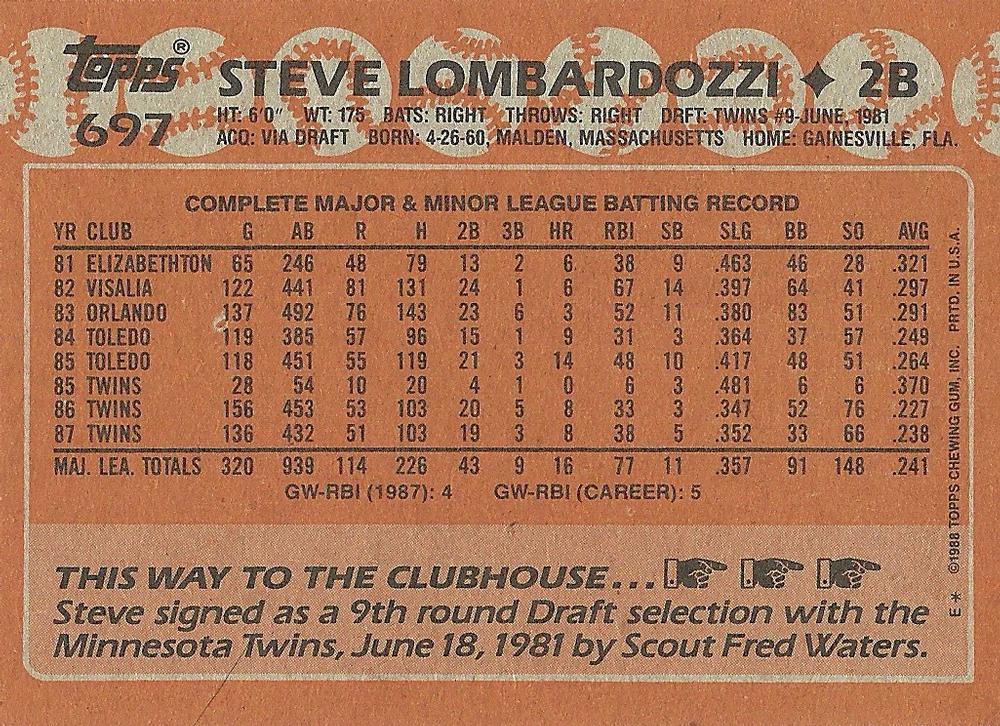 topps®
STEVE LOMBARDOZZI ✦ 2B
697
HT: 6'0" WT: 175 BATS: RIGHT THROWS: RIGHT DRFT: TWINS #9-JUNE, 1981
ACQ: VIA DRAFT BORN: 4-26-60, MALDEN, MASSACHUSETTS HOME: GAINESVILLE, FLA.
COMPLETE MAJOR & MINOR LEAGUE BATTING RECORD
YR CLUB G AB R H 2B 3B HR RBI SB SLG BB SO AVG
81 ELIZABETHTON 65 246 48 79 13 2 6 38 9 .463 46 28 .321
82 VISALIA 122 441 81 131 24 1 6 67 14 .397 64 41 .297
83 ORLANDO 137 492 76 143 23 6 3 52 11 .380 83 51 .291
84 TOLEDO 119 385 57 96 15 1 9 31 3 .364 37 57 .249
85 TOLEDO 118 451 55 119 21 3 14 48 10 .417 48 51 .264
85 TWINS 28 54 10 20 4 1 0 6 3 .481 6 6 .370
86 TWINS 156 453 53 103 20 5 8 33 3 .347 52 76 .227
87 TWINS 136 432 51 103 19 3 8 38 5 .352 33 66 .238
MAJ. LEA. TOTALS 320 939 114 226 43 9 16 77 11 .357 91 148 .241
GW-RBI (1987): 4 GW-RBI (CAREER): 5
THIS WAY TO THE CLUBHOUSE...
Steve signed as a 9th round Draft selection with the
Minnesota Twins, June 18, 1981 by Scout Fred Waters.
E* ©1988 TOPPS CHEWING GUM, INC. PRTD. IN U.S.A.